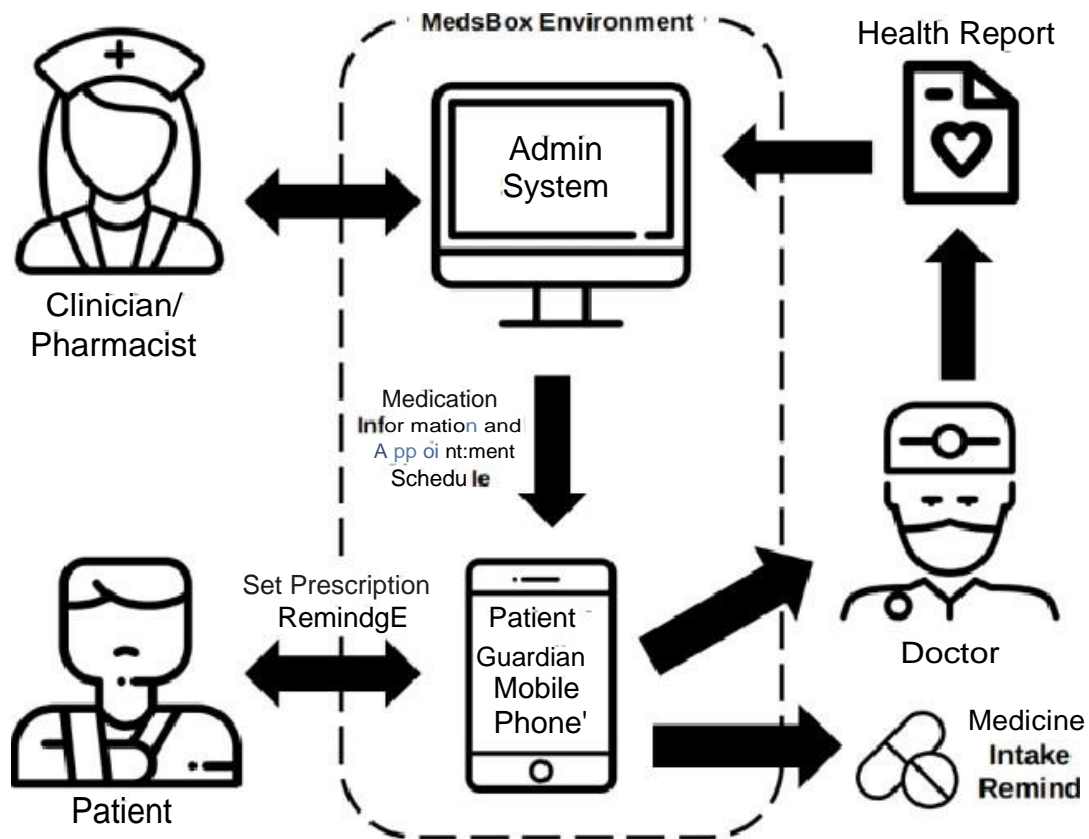 MedsBox Environment
Health Report
Admin
System
Clinician/
Pharmacist
Medication
Infor mation and
A pp oi nt:ment
Schedu le
Set Prescription
RemindgE
Patient
Guardian
Mobile
Phone'
Doctor
Medicine
Intake
Remind
Patient